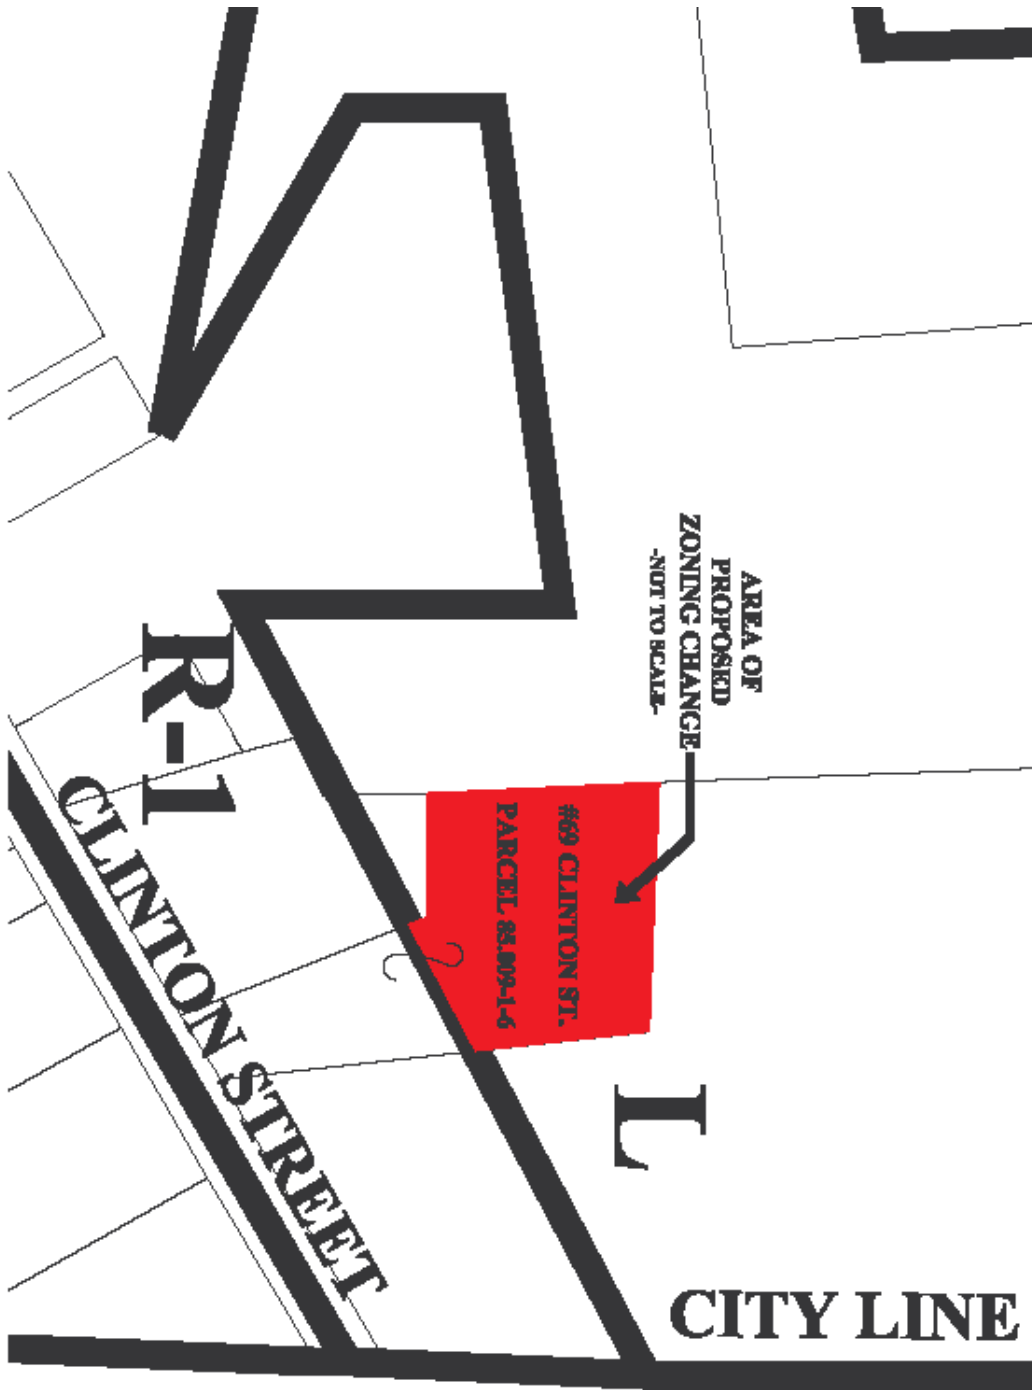 AREA OF
PROPOSED
ZONING CHANGE
-NOT TO SCALE-
#69 CLINTON ST.
PARCEL 85.009-1-6
R-1
CLINTON STREET
L
CITY LINE